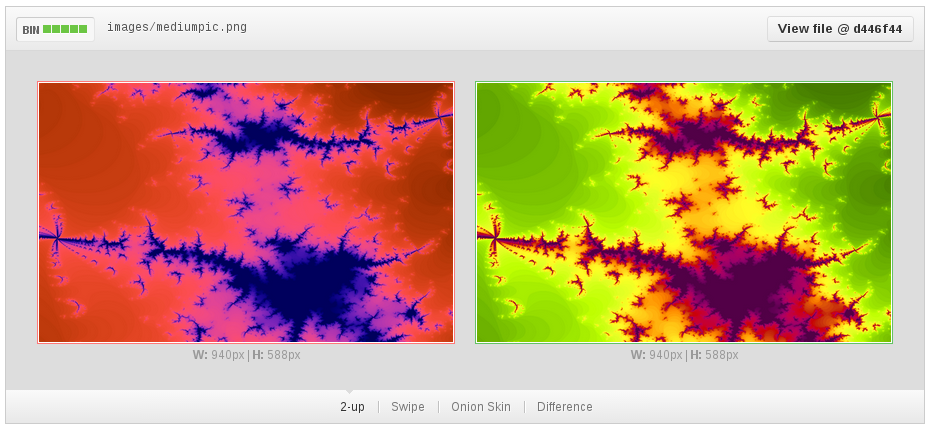 BIN images/mediumpic.png View file @ d446f44
W: 940px | H: 588px W: 940px | H: 588px
2-up Swipe Onion Skin Difference